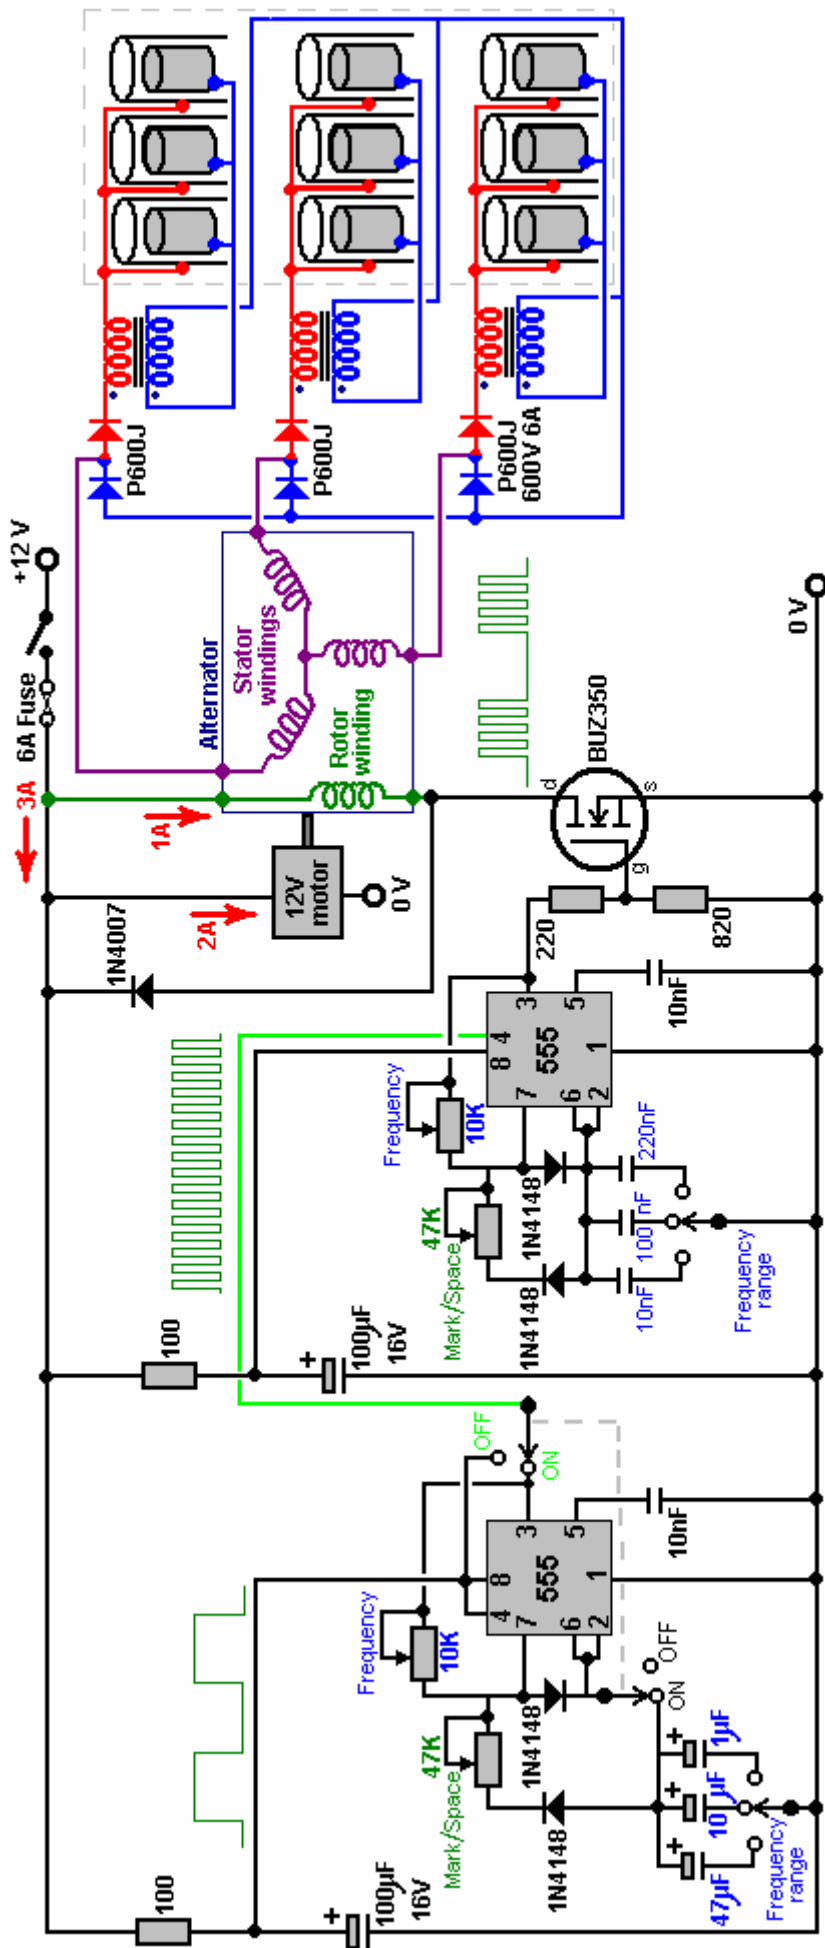 +12 V
6A Fuse
3A
1A
2A
12V
motor
0 V
1N4007
Alternator
Stator
windings
Rotor
winding
P600J
P600J
P600J
600V 6A
BUZ350
d
g
s
220
820
0 V
100
100µF
16V
+
Frequency
10K
47K
Mark/Space
1N4148
1N4148
8
4
7
3
555
6
2
5
1
10nF
220nF
100 nF
10nF
Frequency
range
100
100µF
16V
+
Frequency
10K
47K
Mark/Space
1N4148
1N4148
OFF
ON
4
8
7
3
555
6
2
5
1
10nF
OFF
ON
+
1µF
+
10 µF
+
47µF
Frequency
range